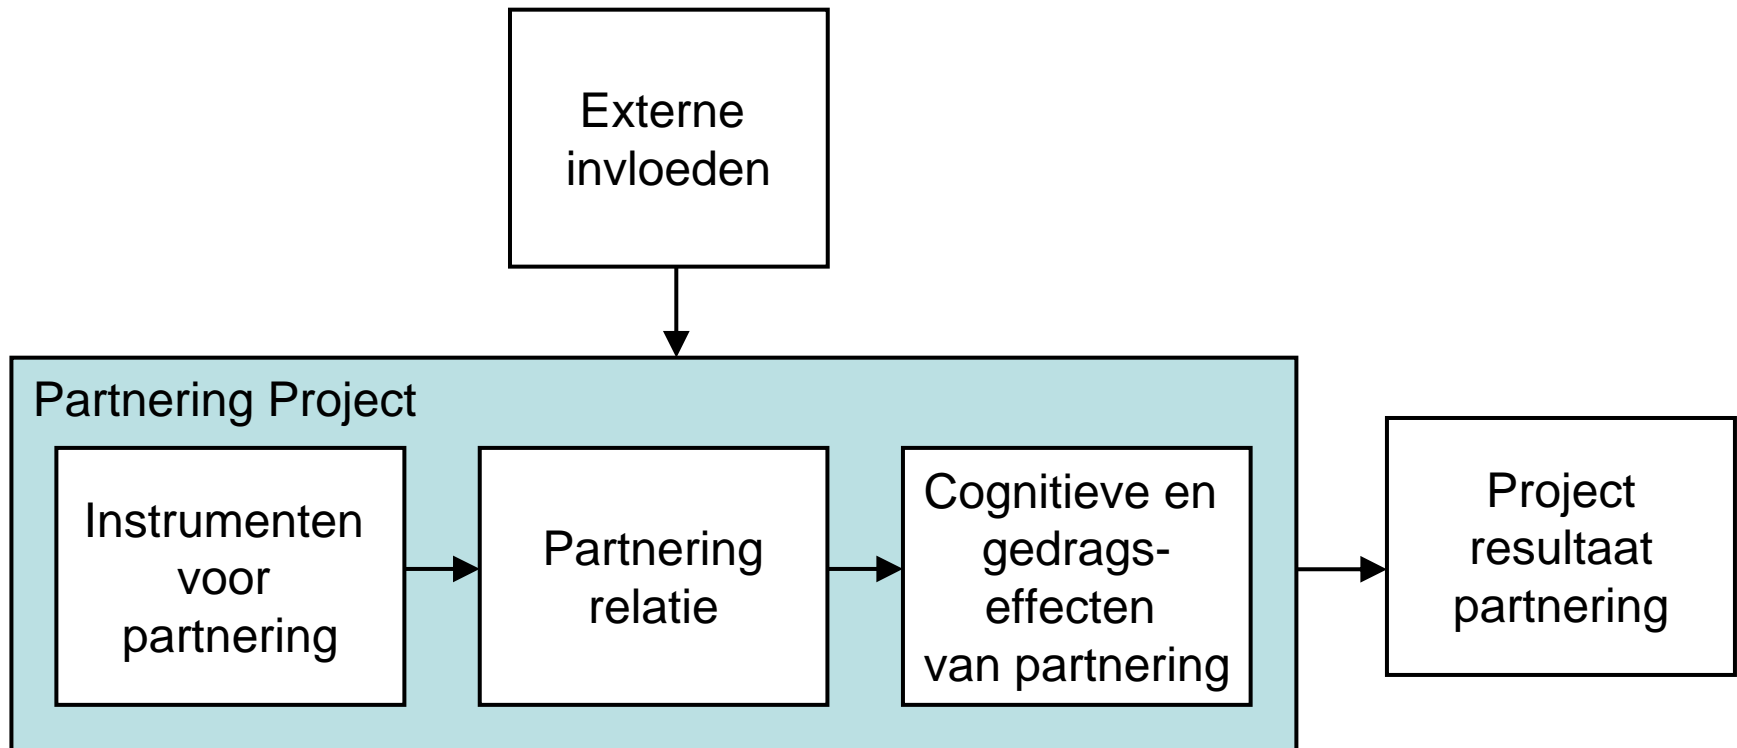 Externe
invloeden
Partnering Project
Instrumenten
voor
partnering
Partnering
relatie
Cognitieve en
gedrags-
effecten
van partnering
Project
resultaat
partnering